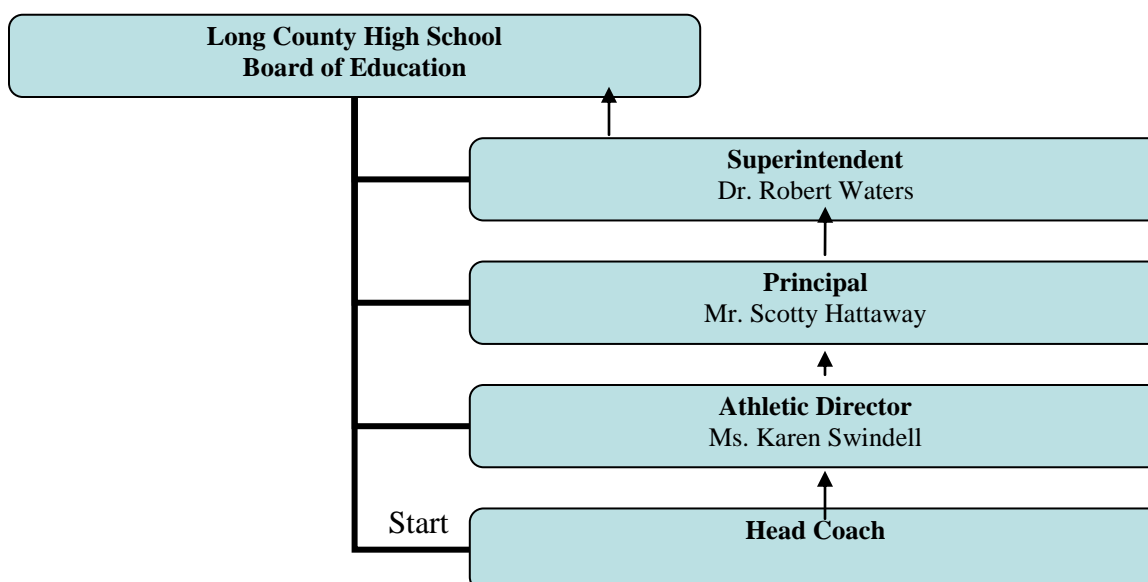 Long County High School
Board of Education
Superintendent
Dr. Robert Waters
Principal
Mr. Scotty Hattaway
Athletic Director
Ms. Karen Swindell
Start
Head Coach